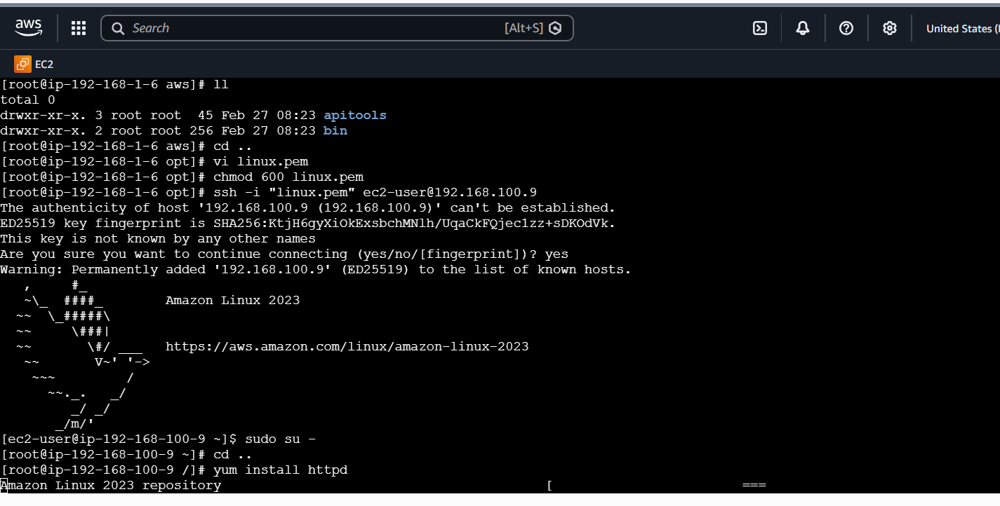 aws
Search [Alt+S]
United States (
EC2
[root@ip-192-168-1-6 aws]# ll
total 0
drwxr-xr-x. 3 root root  45 Feb 27 08:23 apitools
drwxr-xr-x. 2 root root 256 Feb 27 08:23 bin
[root@ip-192-168-1-6 aws]# cd ..
[root@ip-192-168-1-6 opt]# vi linux.pem
[root@ip-192-168-1-6 opt]# chmod 600 linux.pem
[root@ip-192-168-1-6 opt]# ssh -i "linux.pem" ec2-user@192.168.100.9
The authenticity of host '192.168.100.9 (192.168.100.9)' can't be established.
ED25519 key fingerprint is SHA256:KtjH6gyXiOkExsbchMNlh/UqaCkFQjec1zz+sDKOdVk.
This key is not known by any other names
Are you sure you want to continue connecting (yes/no/[fingerprint])? yes
Warning: Permanently added '192.168.100.9' (ED25519) to the list of known hosts.
   ,     #_
   ~\_  ####_        Amazon Linux 2023
  ~~  \_#####\
  ~~     \###|
  ~~       \#/ ___   https://aws.amazon.com/linux/amazon-linux-2023
   ~~       V~' '->
    ~~~         /
      ~~._.   _/
         _/ _/
       _/m/'
[ec2-user@ip-192-168-100-9 ~]$ sudo su -
[root@ip-192-168-100-9 ~]# cd ..
[root@ip-192-168-100-9 /]# yum install httpd
Amazon Linux 2023 repository                                         [                        ===